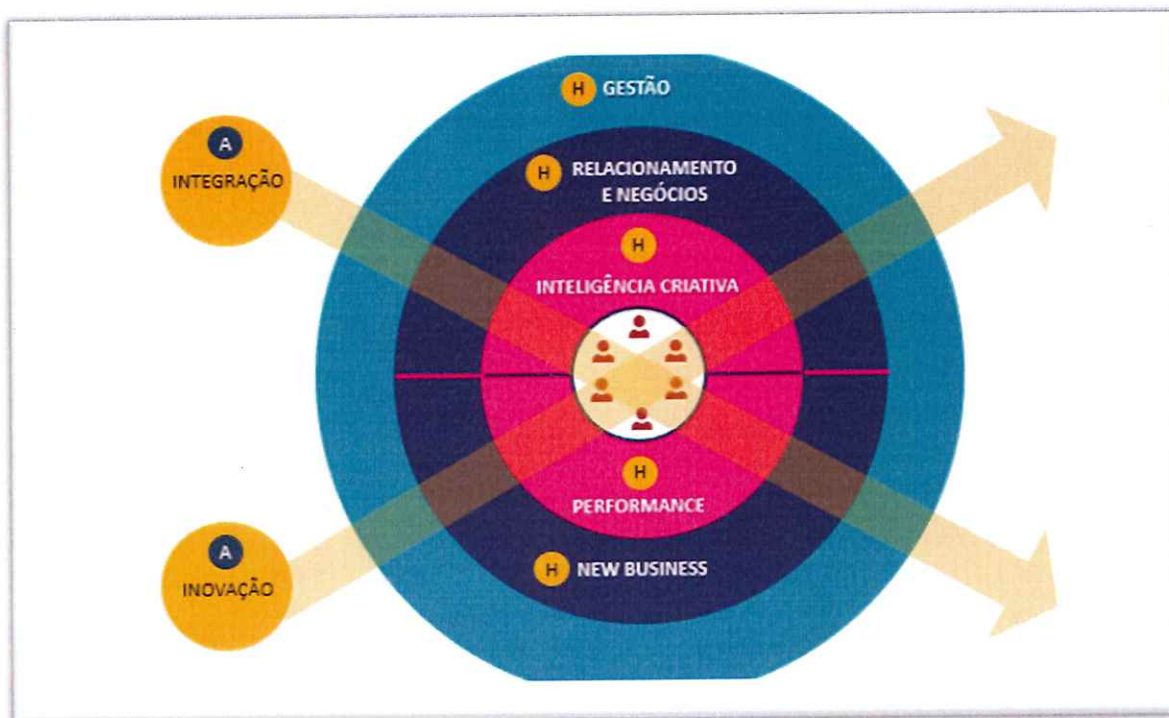 H GESTÃO
A
INTEGRAÇÃO
H RELACIONAMENTO
E NEGÓCIOS
H
INTELIGÊNCIA CRIATIVA
H
PERFORMANCE
A
INOVAÇÃO
H NEW BUSINESS